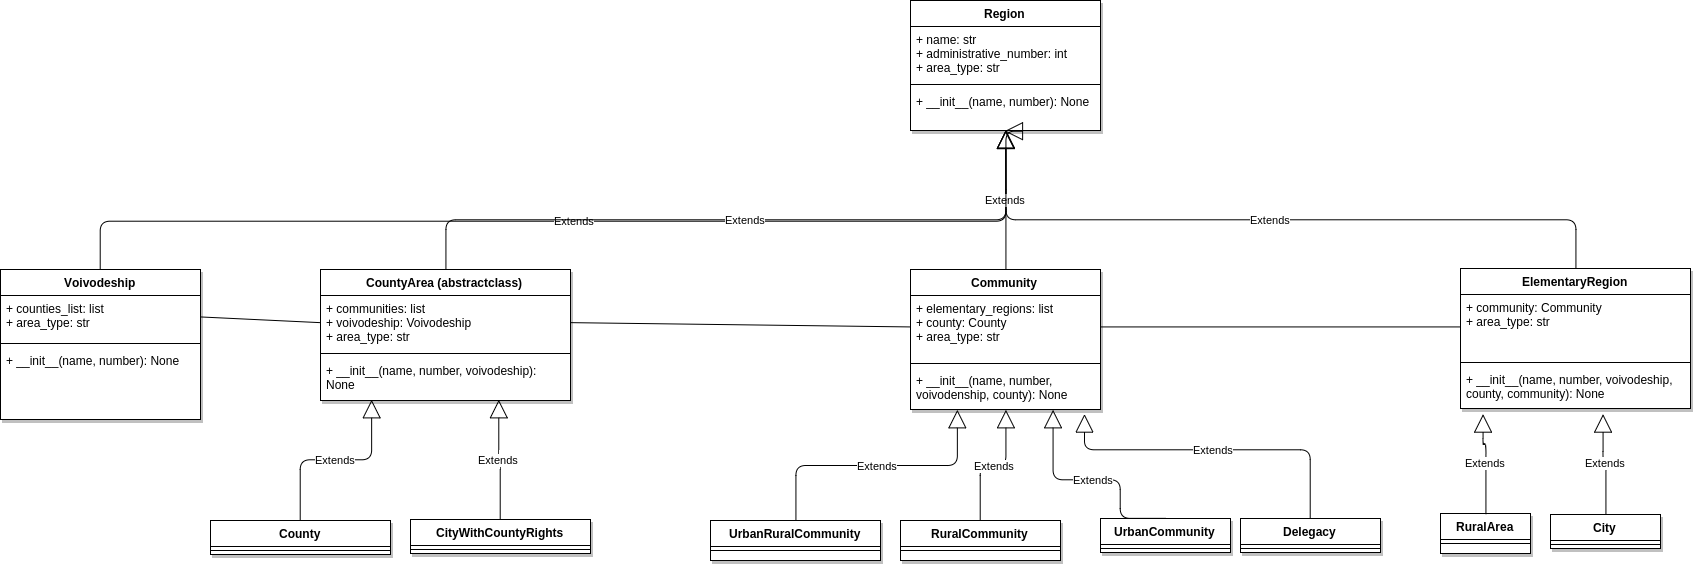 Region
+ name: str
+ administrative_number: int
+ area_type: str
+ __init__(name, number): None
Extends
Extends
Extends
Extends
Voivodeship
+ counties_list: list
+ area_type: str
+ __init__(name, number): None
CountyArea (abstractclass)
+ communities: list
+ voivodeship: Voivodeship
+ area_type: str
+ __init__(name, number, voivodeship):
None
Community
+ elementary_regions: list
+ county: County
+ area_type: str
+ __init__(name, number,
voivodenship, county): None
ElementaryRegion
+ community: Community
+ area_type: str
+ __init__(name, number, voivodeship,
county, community): None
Extends
Extends
Extends
Extends
Extends
Extends
Extends
Extends
County
CityWithCountyRights
UrbanRuralCommunity
RuralCommunity
UrbanCommunity
Delegacy
RuralArea
City